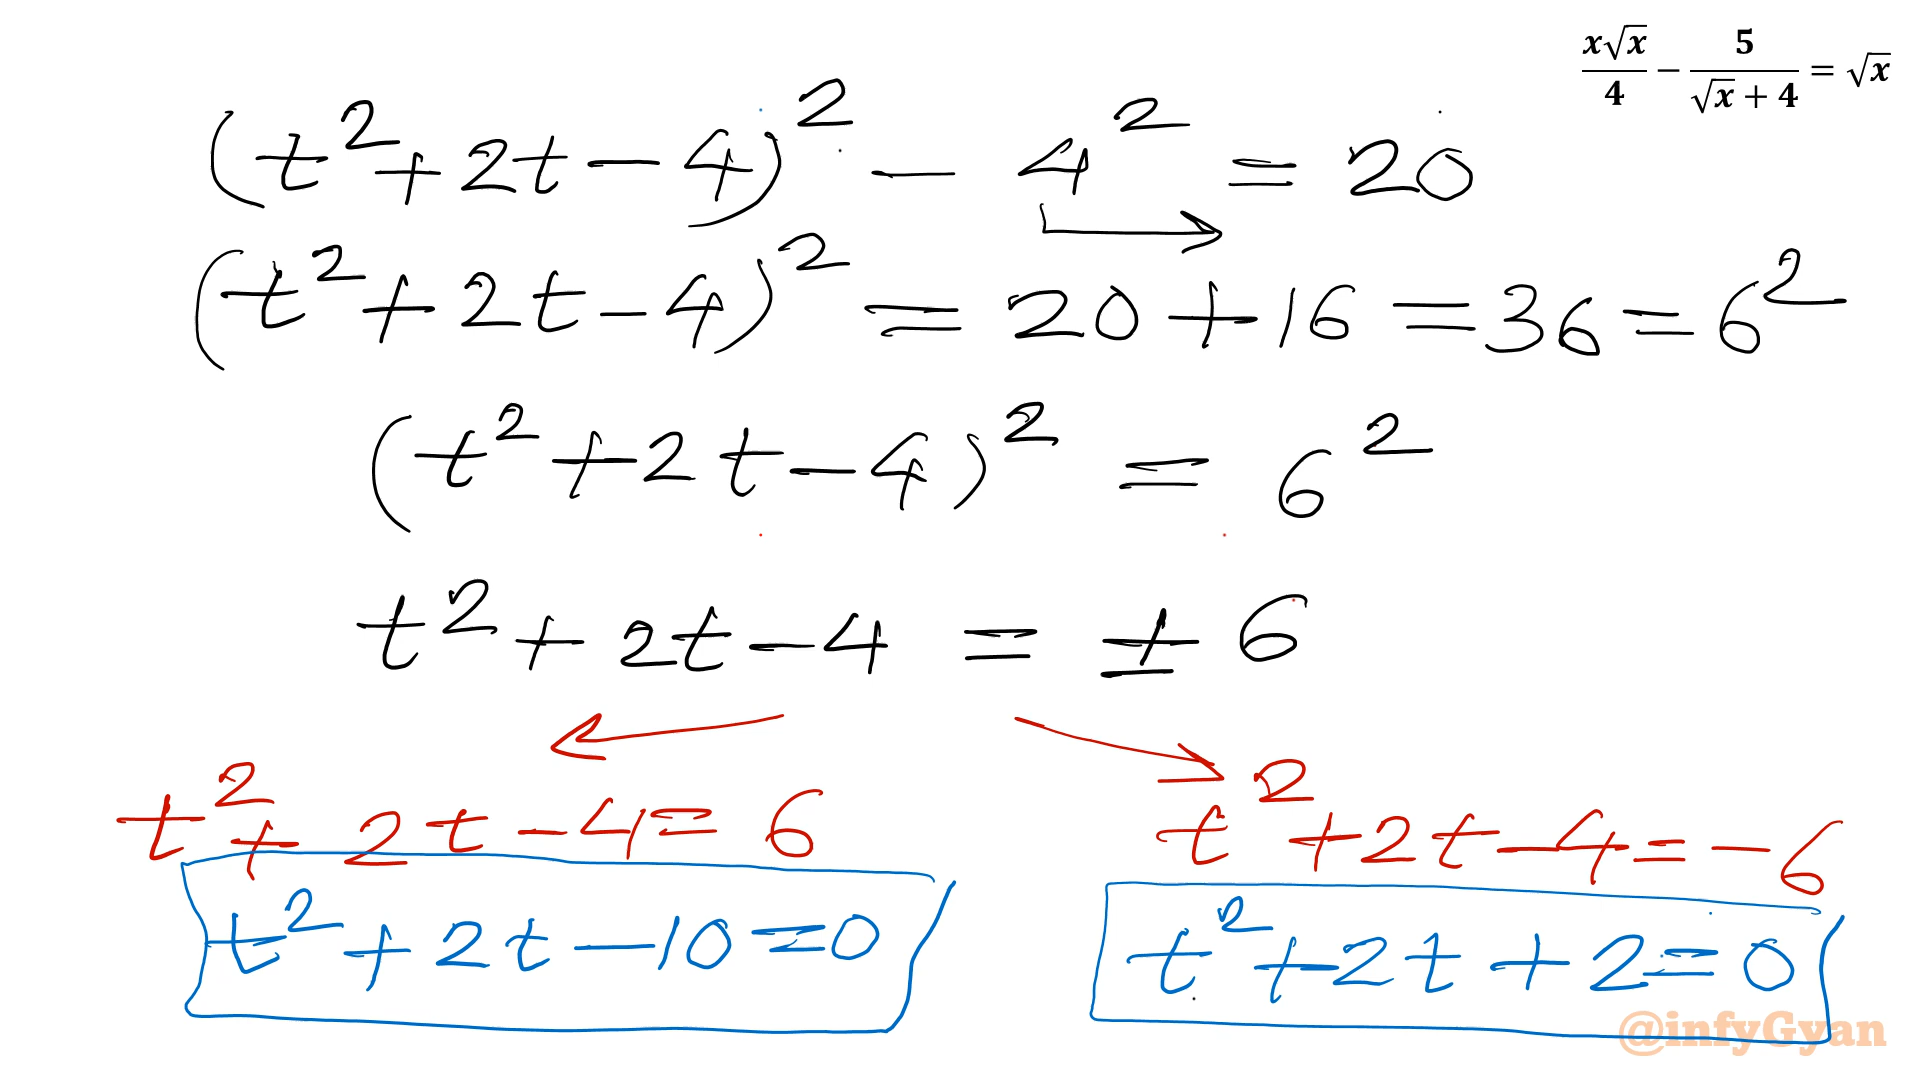 x√x/4 − 5/(√x + 4) = √x
(t² + 2t − 4)² − 4² = 20
(t² + 2t − 4)² = 20 + 16 = 36 = 6²
(t² + 2t − 4)² = 6²
t² + 2t − 4 = ± 6
t² + 2t − 4 = 6
t² + 2t − 4 = −6
t² + 2t − 10 = 0
t² + 2t + 2 = 0
@infyGyan